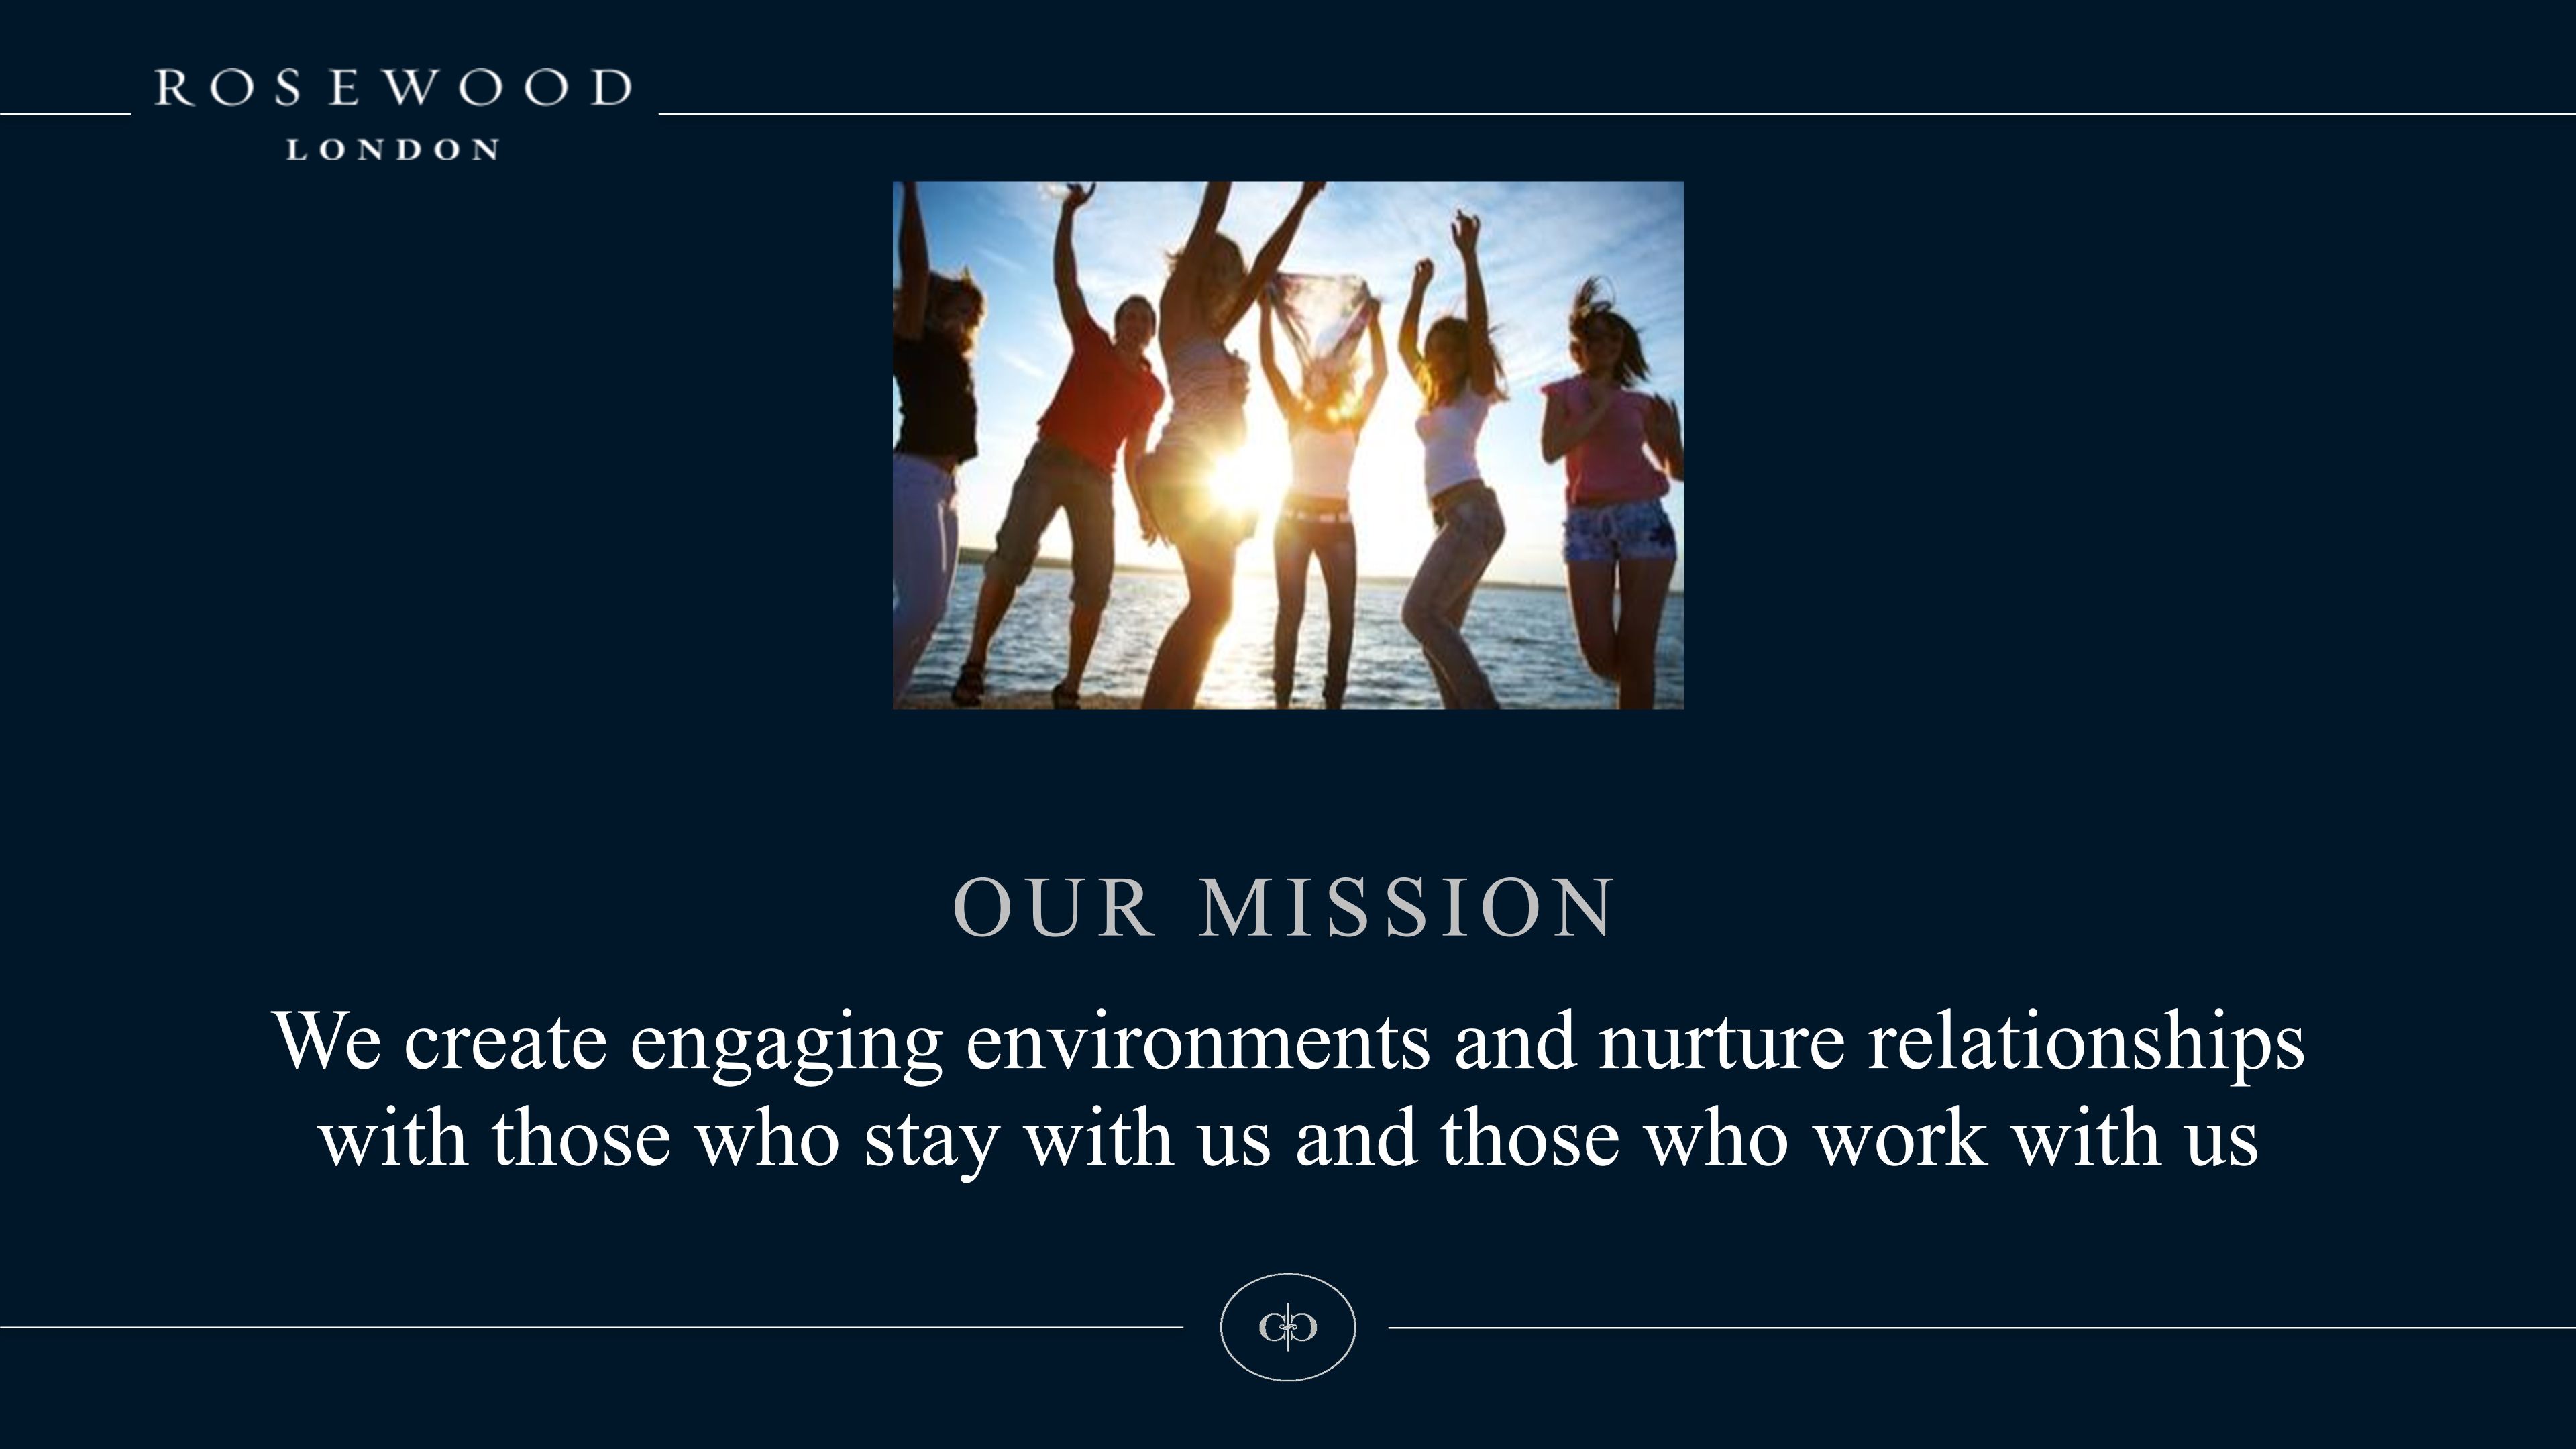 ROSEWOOD
LONDON
OUR MISSION
We create engaging environments and nurture relationships
with those who stay with us and those who work with us